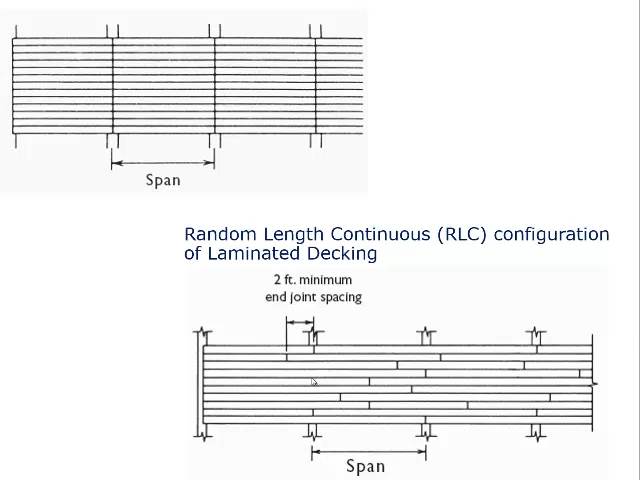 Span
Random Length Continuous (RLC) configuration
of Laminated Decking
2 ft. minimum
end joint spacing
Span